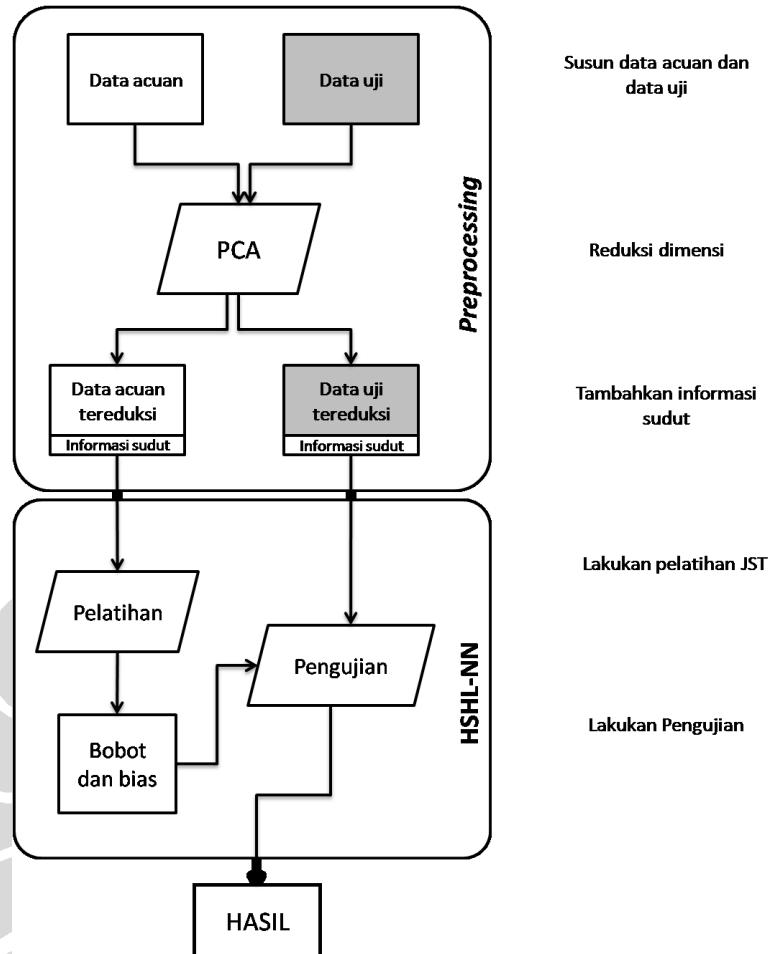 Data acuan
Data uji
Susun data acuan dan
data uji
PCA
Reduksi dimensi
Preprocessing
Data acuan
tereduksi
Informasi sudut
Data uji
tereduksi
Informasi sudut
Tambahkan informasi
sudut
Pelatihan
Lakukan pelatihan JST
Pengujian
HSHL-NN
Bobot
dan bias
Lakukan Pengujian
HASIL